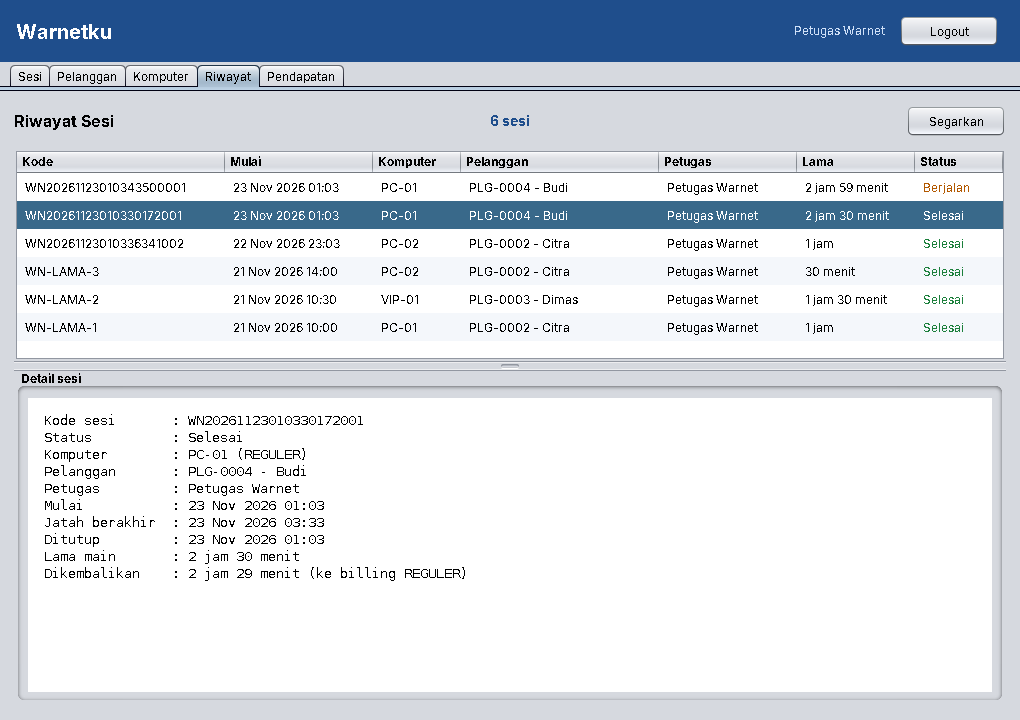 Warnetku
Petugas Warnet
Logout
Sesi
Pelanggan
Komputer
Riwayat
Pendapatan
Riwayat Sesi
6 sesi
Segarkan
Kode Mulai Komputer Pelanggan Petugas Lama Status
WN20261123010343500001 23 Nov 2026 01:03 PC-01 PLG-0004 - Budi Petugas Warnet 2 jam 59 menit Berjalan
WN20261123010330172001 23 Nov 2026 01:03 PC-01 PLG-0004 - Budi Petugas Warnet 2 jam 30 menit Selesai
WN20261123010336341002 22 Nov 2026 23:03 PC-02 PLG-0002 - Citra Petugas Warnet 1 jam Selesai
WN-LAMA-3 21 Nov 2026 14:00 PC-02 PLG-0002 - Citra Petugas Warnet 30 menit Selesai
WN-LAMA-2 21 Nov 2026 10:30 VIP-01 PLG-0003 - Dimas Petugas Warnet 1 jam 30 menit Selesai
WN-LAMA-1 21 Nov 2026 10:00 PC-01 PLG-0002 - Citra Petugas Warnet 1 jam Selesai
Detail sesi
Kode sesi : WN20261123010330172001
Status : Selesai
Komputer : PC-01 (REGULER)
Pelanggan : PLG-0004 - Budi
Petugas : Petugas Warnet
Mulai : 23 Nov 2026 01:03
Jatah berakhir : 23 Nov 2026 03:33
Ditutup : 23 Nov 2026 01:03
Lama main : 2 jam 30 menit
Dikembalikan : 2 jam 29 menit (ke billing REGULER)